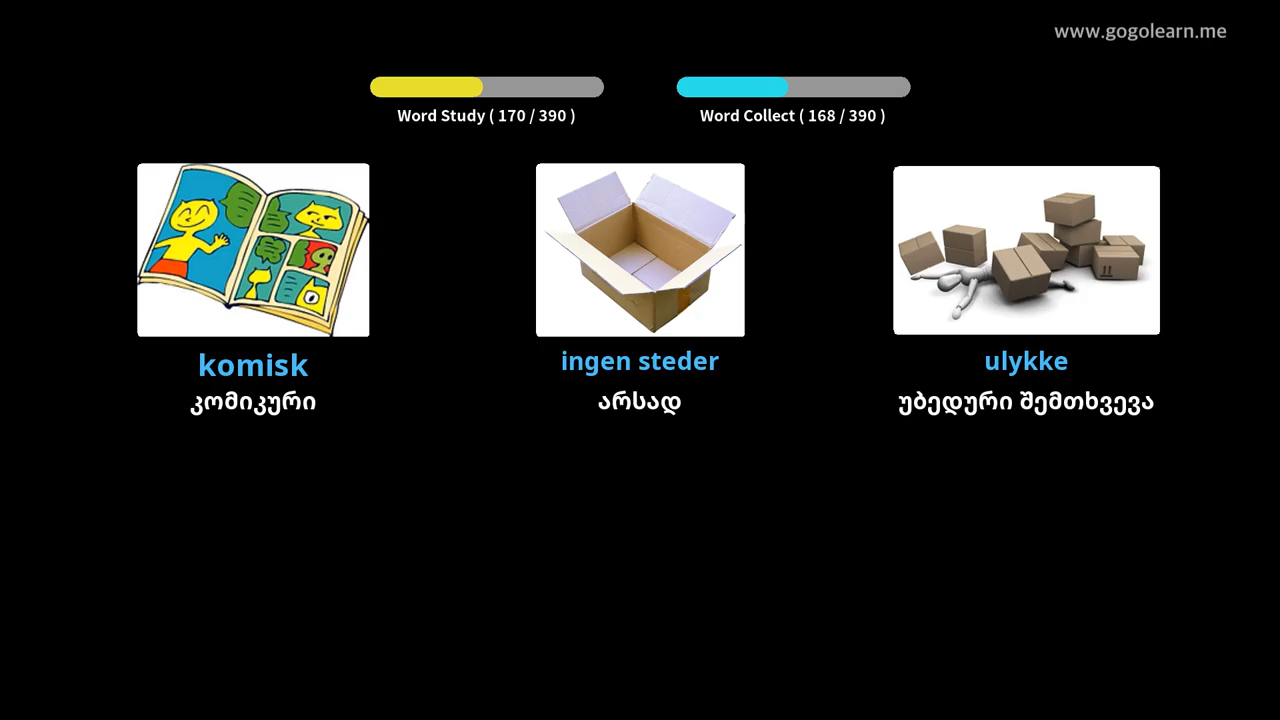 www.gogolearn.me
Word Study ( 170 / 390 )
Word Collect ( 168 / 390 )
komisk
ingen steder
ulykke
კომიკური
არსად
უბედური შემთხვევა